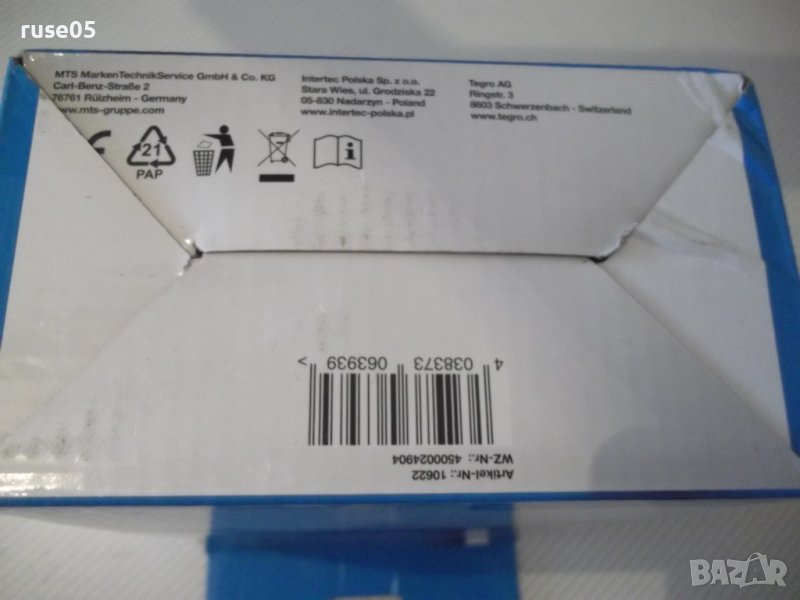 ruse05
MTS MarkenTechnikService GmbH & Co. KG
Carl-Benz-Straße 2
76761 Rülzheim - Germany
www.mts-gruppe.com
Intertec Polska Sp. z o.o.
Stara Wies, ul. Grodziska 22
05-830 Nadarzyn - Poland
www.intertec-polska.pl
Tegro AG
Ringstr. 3
8603 Schwerzenbach - Switzerland
www.tegro.ch
21
PAP
Artikel-Nr.: 10622
WZ-Nr.: 4500024904
4 038373 063939 >
BAZAR